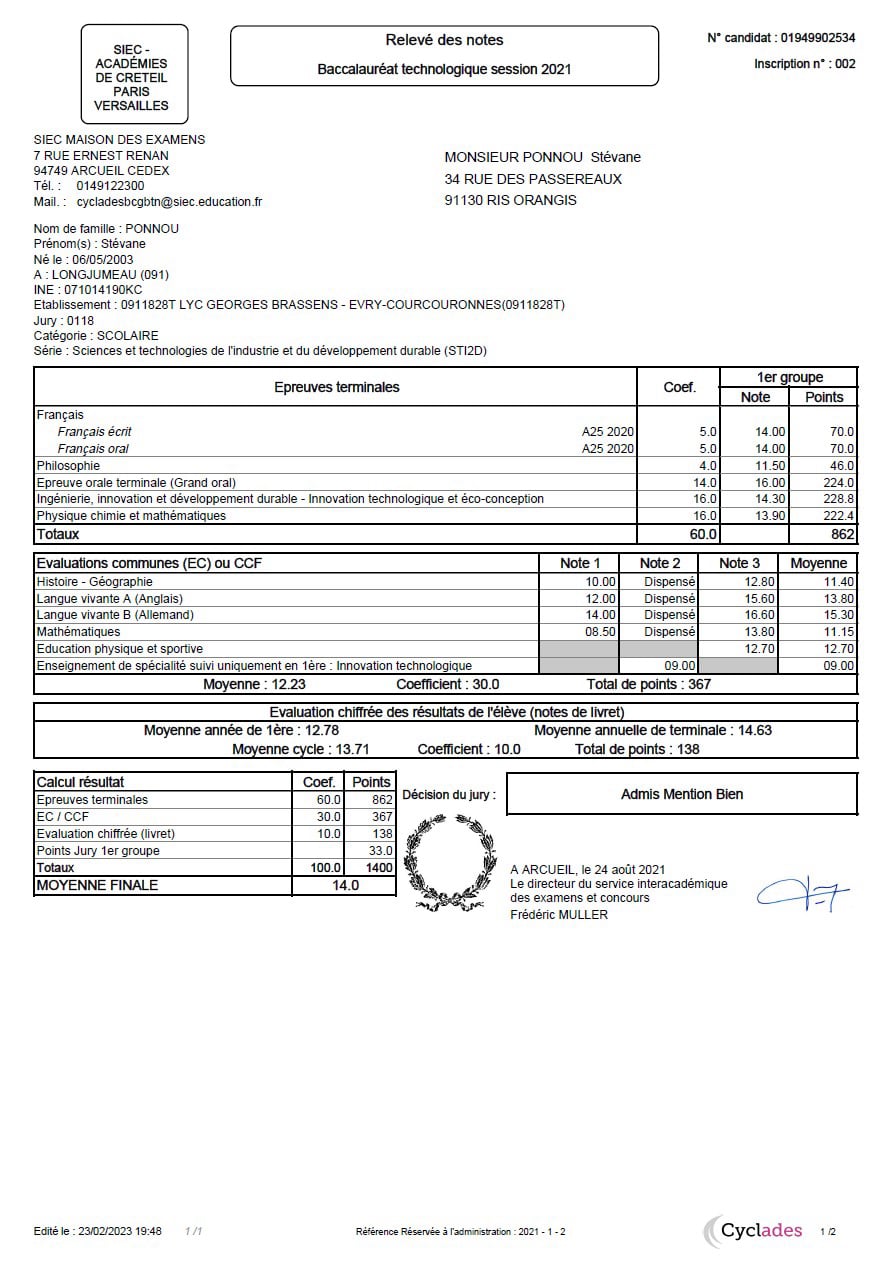 SIEC -
ACADÉMIES
DE CRETEIL
PARIS
VERSAILLES
Relevé des notes
Baccalauréat technologique session 2021
N° candidat : 01949902534
Inscription n° : 002
SIEC MAISON DES EXAMENS
7 RUE ERNEST RENAN
94749 ARCUEIL CEDEX
Tél. : 0149122300
Mail. : cycladesbcgbtn@siec.education.fr
MONSIEUR PONNOU Stévane
34 RUE DES PASSEREAUX
91130 RIS ORANGIS
Nom de famille : PONNOU
Prénom(s) : Stévane
Né le : 06/05/2003
A : LONGJUMEAU (091)
INE : 071014190KC
Etablissement : 0911828T LYC GEORGES BRASSENS - EVRY-COURCOURONNES(0911828T)
Jury : 0118
Catégorie : SCOLAIRE
Série : Sciences et technologies de l'industrie et du développement durable (STI2D)
Epreuves terminales Coef. 1er groupe
Note Points
Français
Français écrit A25 2020 5.0 14.00 70.0
Français oral A25 2020 5.0 14.00 70.0
Philosophie 4.0 11.50 46.0
Epreuve orale terminale (Grand oral) 14.0 16.00 224.0
Ingénierie, innovation et développement durable - Innovation technologique et éco-conception 16.0 14.30 228.8
Physique chimie et mathématiques 16.0 13.90 222.4
Totaux 60.0 862
Evaluations communes (EC) ou CCF Note 1 Note 2 Note 3 Moyenne
Histoire - Géographie 10.00 Dispensé 12.80 11.40
Langue vivante A (Anglais) 12.00 Dispensé 15.60 13.80
Langue vivante B (Allemand) 14.00 Dispensé 16.60 15.30
Mathématiques 08.50 Dispensé 13.80 11.15
Education physique et sportive 12.70 12.70
Enseignement de spécialité suivi uniquement en 1ère : Innovation technologique 09.00 09.00
Moyenne : 12.23 Coefficient : 30.0 Total de points : 367
Evaluation chiffrée des résultats de l'élève (notes de livret)
Moyenne année de 1ère : 12.78 Moyenne annuelle de terminale : 14.63
Moyenne cycle : 13.71 Coefficient : 10.0 Total de points : 138
Calcul résultat Coef. Points
Epreuves terminales 60.0 862
EC / CCF 30.0 367
Evaluation chiffrée (livret) 10.0 138
Points Jury 1er groupe 33.0
Totaux 100.0 1400
MOYENNE FINALE 14.0
Décision du jury : Admis Mention Bien
A ARCUEIL, le 24 août 2021
Le directeur du service interacadémique
des examens et concours
Frédéric MULLER
Edité le : 23/02/2023 19:48 1 /1 Référence Réservée à l'administration : 2021 - 1 - 2 Cyclades 1 /2